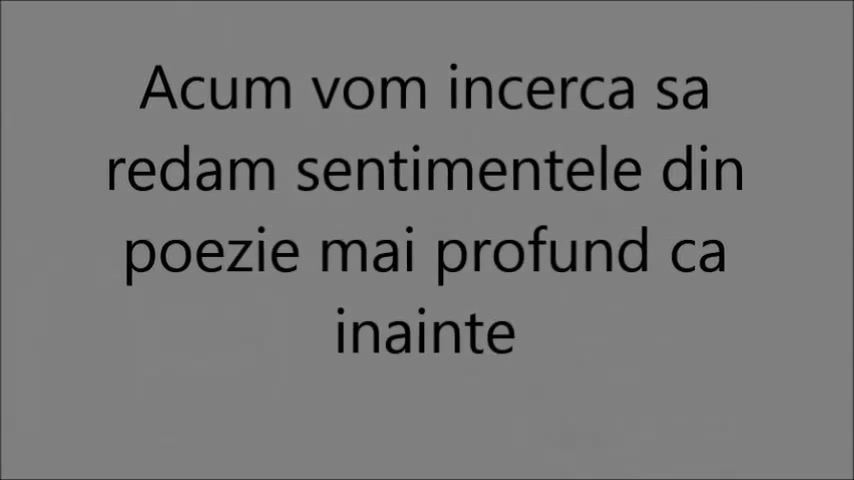 Acum vom incerca sa
redam sentimentele din
poezie mai profund ca
inainte